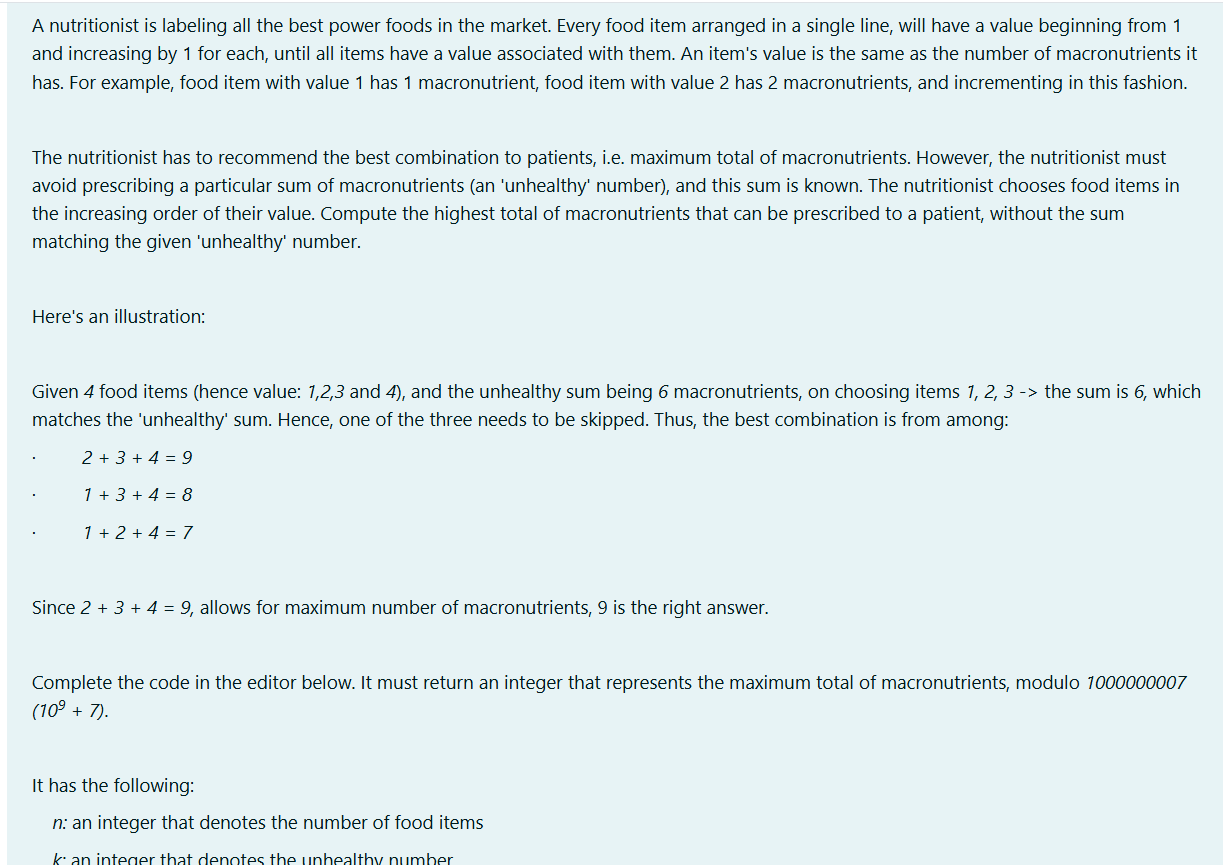 A nutritionist is labeling all the best power foods in the market. Every food item arranged in a single line, will have a value beginning from 1
and increasing by 1 for each, until all items have a value associated with them. An item's value is the same as the number of macronutrients it
has. For example, food item with value 1 has 1 macronutrient, food item with value 2 has 2 macronutrients, and incrementing in this fashion.
The nutritionist has to recommend the best combination to patients, i.e. maximum total of macronutrients. However, the nutritionist must
avoid prescribing a particular sum of macronutrients (an 'unhealthy' number), and this sum is known. The nutritionist chooses food items in
the increasing order of their value. Compute the highest total of macronutrients that can be prescribed to a patient, without the sum
matching the given 'unhealthy' number.
Here's an illustration:
Given 4 food items (hence value: 1,2,3 and 4), and the unhealthy sum being 6 macronutrients, on choosing items 1, 2, 3 -> the sum is 6, which
matches the 'unhealthy' sum. Hence, one of the three needs to be skipped. Thus, the best combination is from among:
· 2 + 3 + 4 = 9
· 1 + 3 + 4 = 8
· 1 + 2 + 4 = 7
Since 2 + 3 + 4 = 9, allows for maximum number of macronutrients, 9 is the right answer.
Complete the code in the editor below. It must return an integer that represents the maximum total of macronutrients, modulo 1000000007
(10⁹ + 7).
It has the following:
n: an integer that denotes the number of food items
k: an integer that denotes the unhealthy number